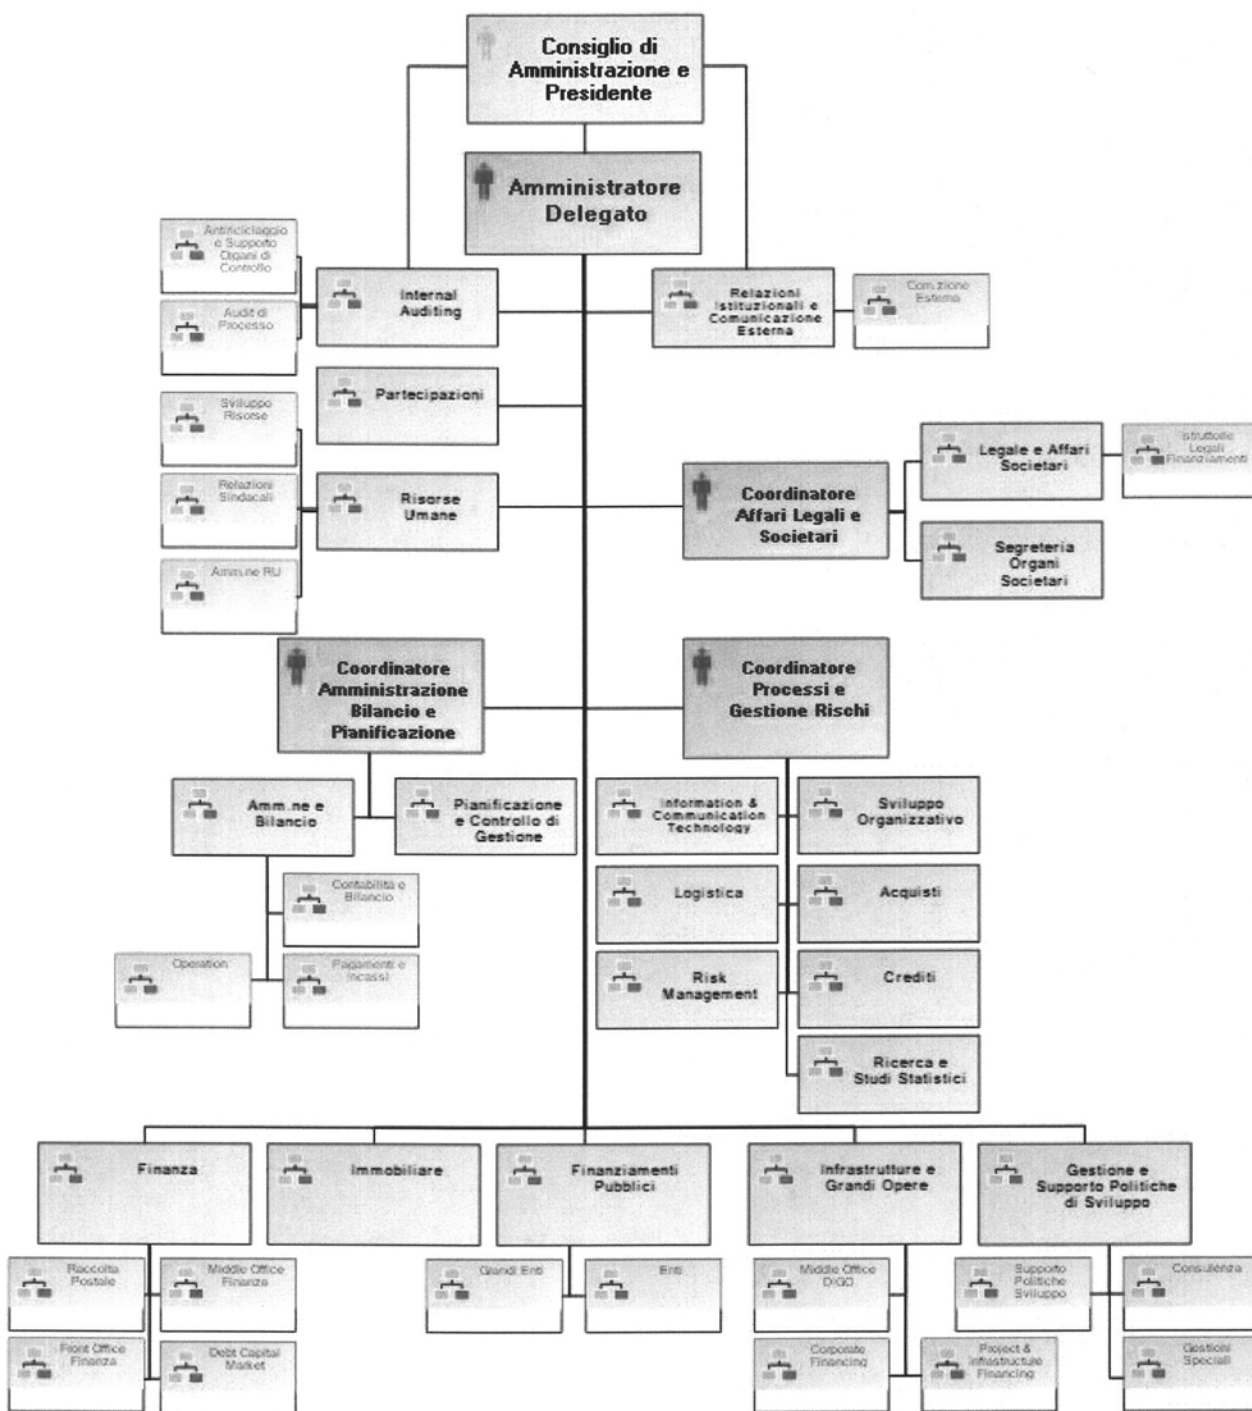 Consiglio di
Amministrazione e
Presidente
Amministratore
Delegato
Antiriciclaggio
e Supporto
Organi di
Controllo
Internal
Auditing
Relazioni
Istituzionali e
Comunicazione
Esterna
Com.zione
Esterna
Audit di
Processo
Partecipazioni
Sviluppo
Risorse
Legale e Affari
Societari
Istruttorie
Legali
Finanziamenti
Relazioni
Sindacali
Risorse
Umane
Coordinatore
Affari Legali e
Societari
Segreteria
Organi
Societari
Amm.ne RU
Coordinatore
Amministrazione
Bilancio e
Pianificazione
Coordinatore
Processi e
Gestione Rischi
Amm.ne e
Bilancio
Pianificazione
e Controllo di
Gestione
Information &
Communication
Technology
Sviluppo
Organizzativo
Contabilità e
Bilancio
Logistica
Acquisti
Operation
Pagamenti e
Incassi
Risk
Management
Crediti
Ricerca e
Studi Statistici
Finanza
Immobiliare
Finanziamenti
Pubblici
Infrastrutture e
Grandi Opere
Gestione e
Supporto Politiche
di Sviluppo
Raccolta
Postale
Middle Office
Finanza
Grandi Enti
Enti
Middle Office
DIGO
Supporto
Politiche
Sviluppo
Consulenza
Front Office
Finanza
Debt Capital
Market
Corporate
Financing
Project &
Infrastructure
Financing
Gestioni
Speciali